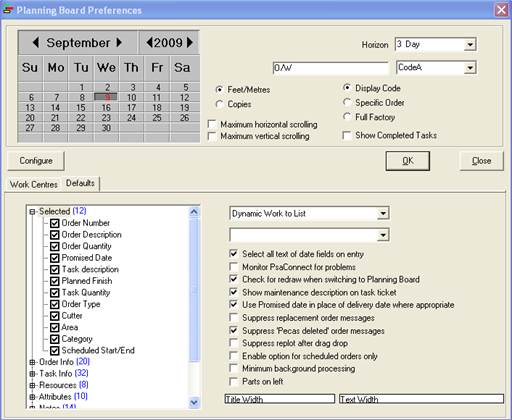 Planning Board Preferences
September 2009
Su Mo Tu We Th Fr Sa
1 2 3 4 5
6 7 8 9 10 11 12
13 14 15 16 17 18 19
20 21 22 23 24 25 26
27 28 29 30
Horizon 3 Day
0/W CodeA
Feet/Metres
Copies
Maximum horizontal scrolling
Maximum vertical scrolling
Display Code
Specific Order
Full Factory
Show Completed Tasks
Configure OK Close
Work Centres Defaults
Selected (12)
Order Number
Order Description
Order Quantity
Promised Date
Task description
Planned Finish
Task Quantity
Order Type
Cutter
Area
Category
Scheduled Start/End
Order Info (20)
Task Info (32)
Resources (8)
Attributes (10)
Notes (14)
Dynamic Work to List
Select all text of date fields on entry
Monitor PsaConnect for problems
Check for redraw when switching to Planning Board
Show maintenance description on task ticket
Use Promised date in place of delivery date where appropriate
Suppress replacement order messages
Suppress 'Pecas deleted' order messages
Suppress replot after drag drop
Enable option for scheduled orders only
Minimum background processing
Parts on left
Title Width Text Width